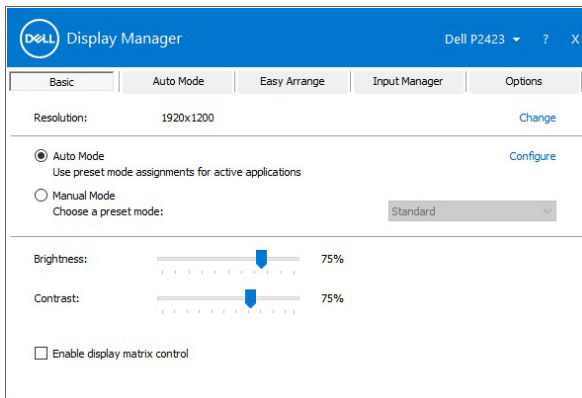 DELL Display Manager Dell P2423 ? X
Basic Auto Mode Easy Arrange Input Manager Options
Resolution: 1920x1200 Change
Auto Mode Configure
Use preset mode assignments for active applications
Manual Mode
Choose a preset mode: Standard
Brightness: 75%
Contrast: 75%
Enable display matrix control